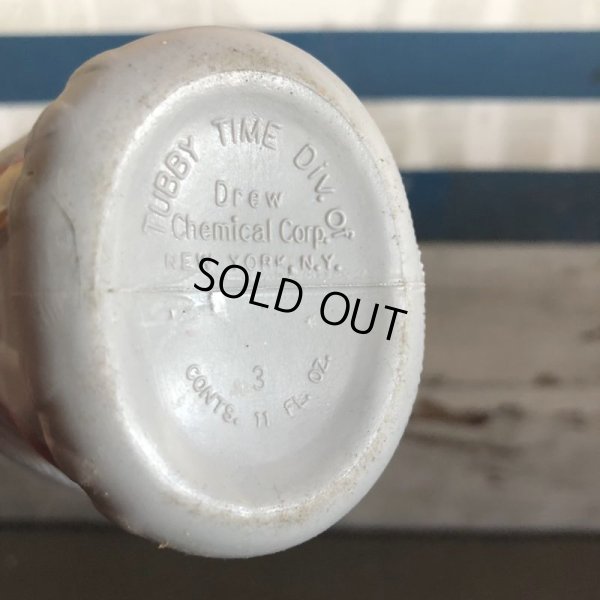 TUBBY TIME DIV. OF
Drew
Chemical Corp.
NEW YORK, N.Y.
SOLD OUT
3
CONTS. 11 FL. OZ.